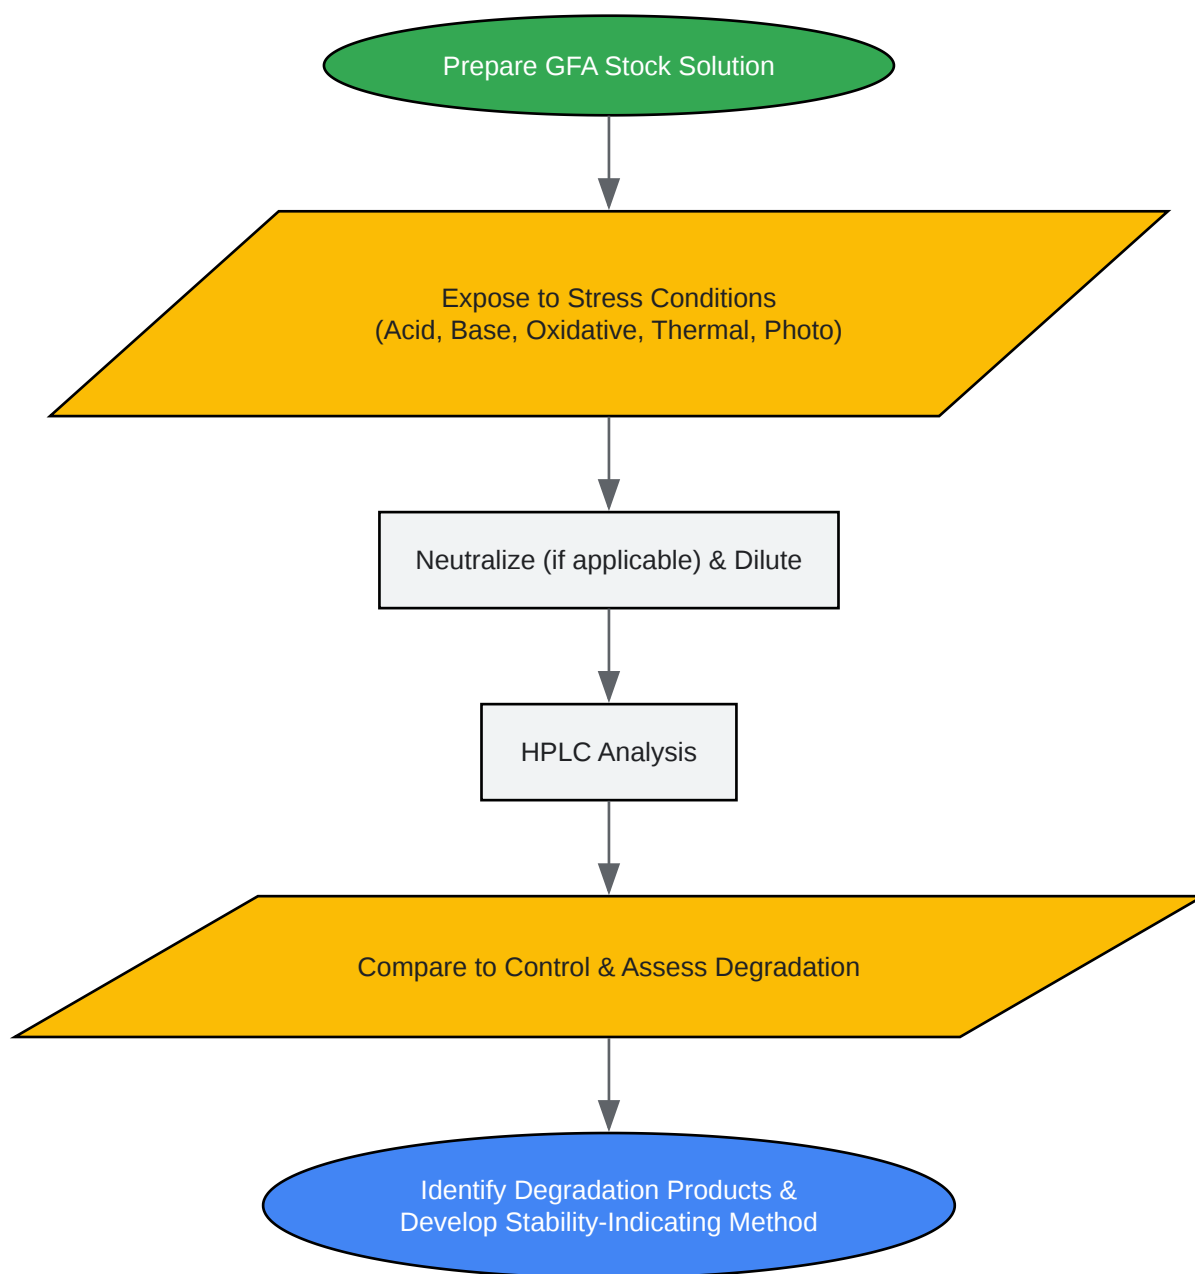 Prepare GFA Stock Solution
Expose to Stress Conditions
(Acid, Base, Oxidative, Thermal, Photo)
Neutralize (if applicable) & Dilute
HPLC Analysis
Compare to Control & Assess Degradation
Identify Degradation Products &
Develop Stability-Indicating Method